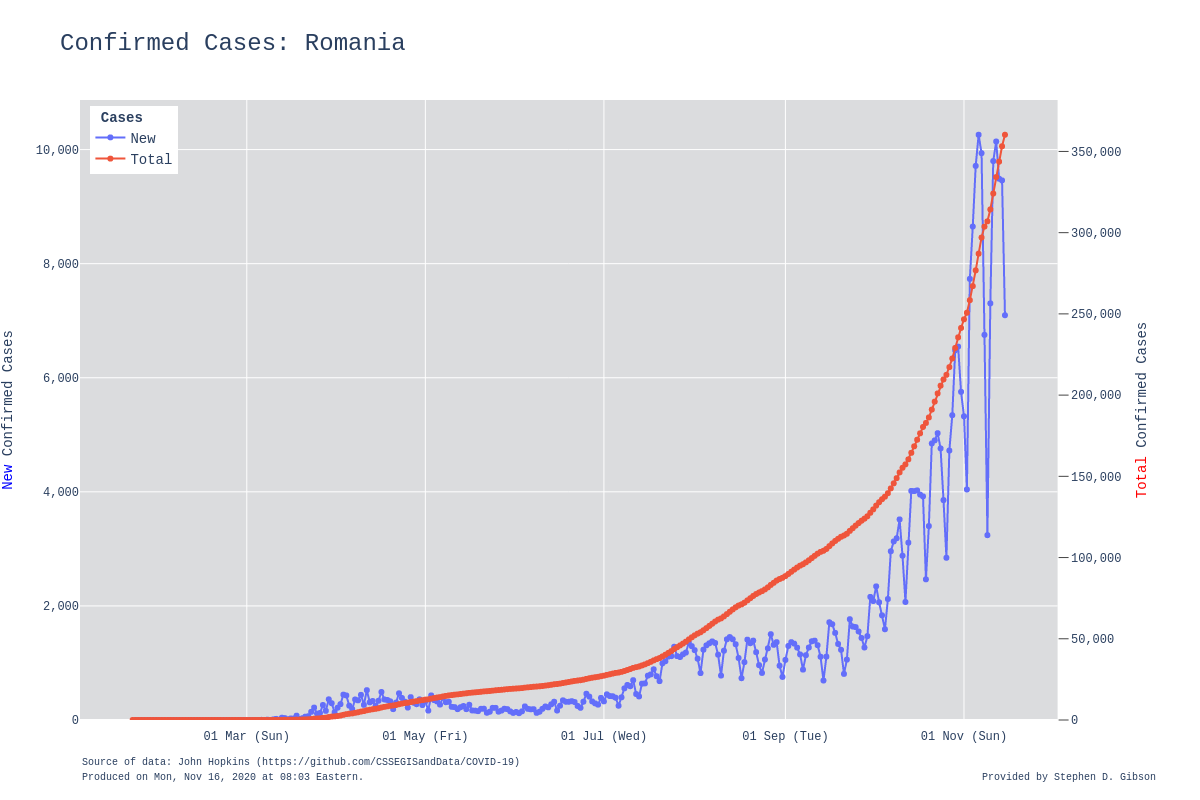 Confirmed Cases: Romania
Cases
New
Total
10,000
8,000
6,000
4,000
2,000
0
350,000
300,000
250,000
200,000
150,000
100,000
50,000
0
New Confirmed Cases
Total Confirmed Cases
01 Mar (Sun)
01 May (Fri)
01 Jul (Wed)
01 Sep (Tue)
01 Nov (Sun)
Source of data: John Hopkins (https://github.com/CSSEGISandData/COVID-19)
Produced on Mon, Nov 16, 2020 at 08:03 Eastern.
Provided by Stephen D. Gibson